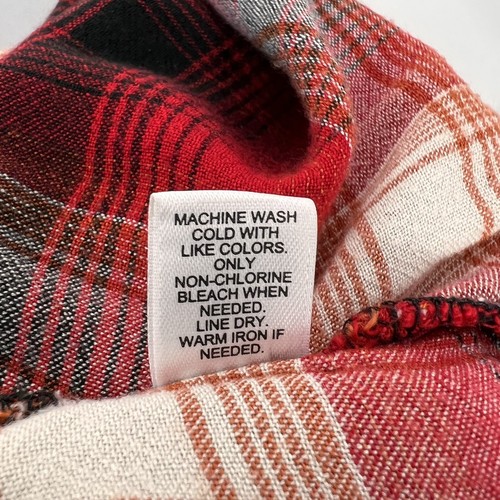 MACHINE WASH
COLD WITH
LIKE COLORS.
ONLY
NON-CHLORINE
BLEACH WHEN
NEEDED.
LINE DRY.
WARM IRON IF
NEEDED.